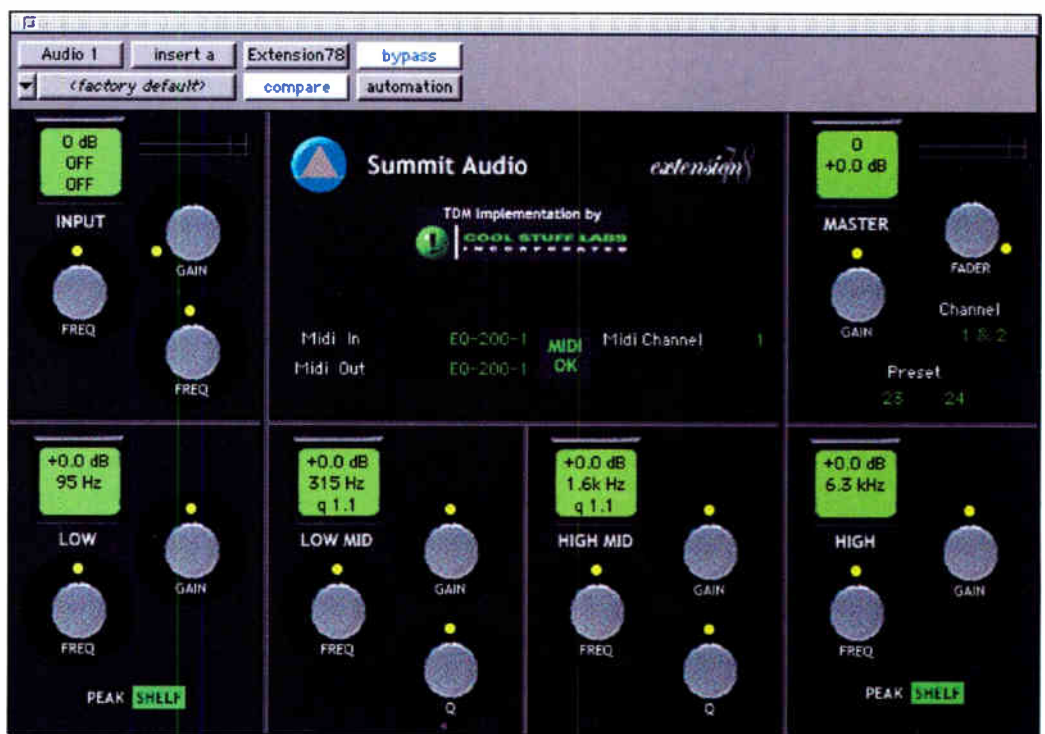 Audio 1 insert a Extension78 bypass
<factory default> compare automation
0 dB
OFF
OFF
INPUT
GAIN
FREQ
FREQ
Summit Audio
extension78
TDM Implementation by
COOL STUFF LABS
INCORPORATED
Midi In EQ-200-1
Midi Out EQ-200-1
MIDI
OK
Midi Channel 1
0
+0.0 dB
MASTER
FADER
GAIN
Channel
1 & 2
Preset
23 24
+0.0 dB
95 Hz
LOW
GAIN
FREQ
PEAK SHELF
+0.0 dB
315 Hz
q 1.1
LOW MID
GAIN
FREQ
Q
+0.0 dB
1.6k Hz
q 1.1
HIGH MID
GAIN
FREQ
Q
+0.0 dB
6.3 kHz
HIGH
GAIN
FREQ
PEAK SHELF